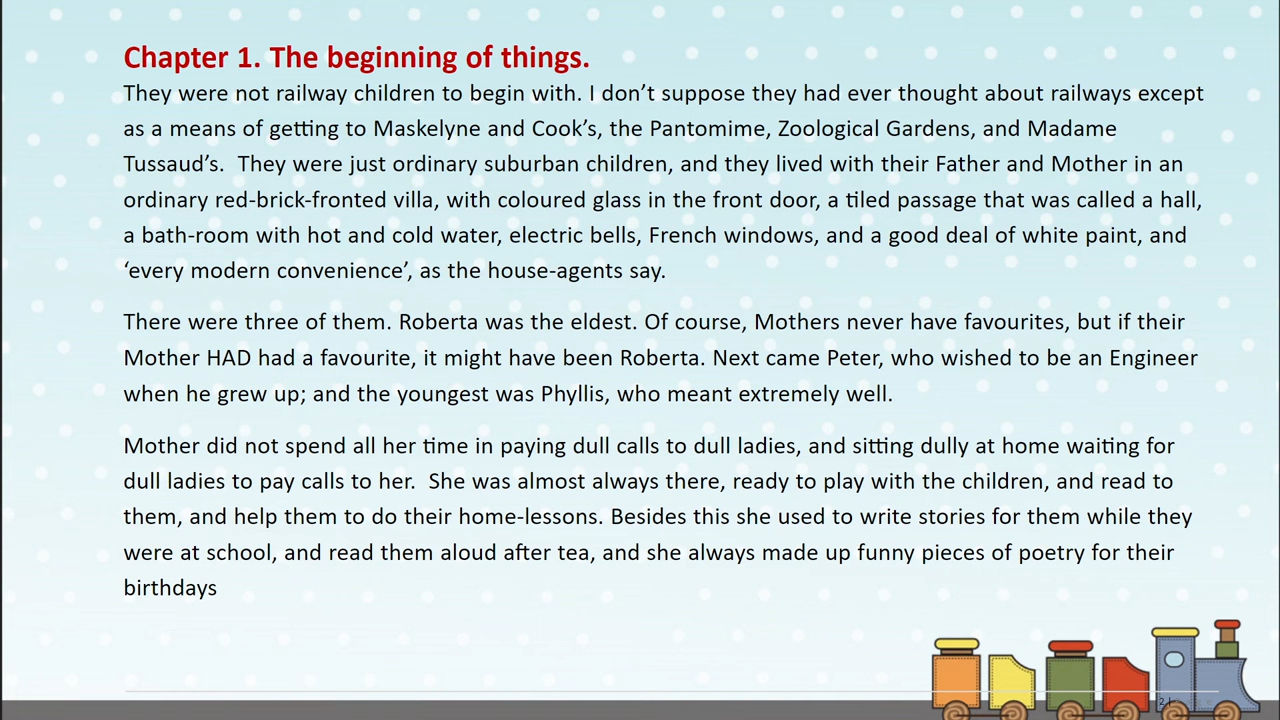 Chapter 1. The beginning of things.
They were not railway children to begin with. I don’t suppose they had ever thought about railways except
as a means of getting to Maskelyne and Cook’s, the Pantomime, Zoological Gardens, and Madame
Tussaud’s.  They were just ordinary suburban children, and they lived with their Father and Mother in an
ordinary red-brick-fronted villa, with coloured glass in the front door, a tiled passage that was called a hall,
a bath-room with hot and cold water, electric bells, French windows, and a good deal of white paint, and
‘every modern convenience’, as the house-agents say.
There were three of them. Roberta was the eldest. Of course, Mothers never have favourites, but if their
Mother HAD had a favourite, it might have been Roberta. Next came Peter, who wished to be an Engineer
when he grew up; and the youngest was Phyllis, who meant extremely well.
Mother did not spend all her time in paying dull calls to dull ladies, and sitting dully at home waiting for
dull ladies to pay calls to her.  She was almost always there, ready to play with the children, and read to
them, and help them to do their home-lessons. Besides this she used to write stories for them while they
were at school, and read them aloud after tea, and she always made up funny pieces of poetry for their
birthdays